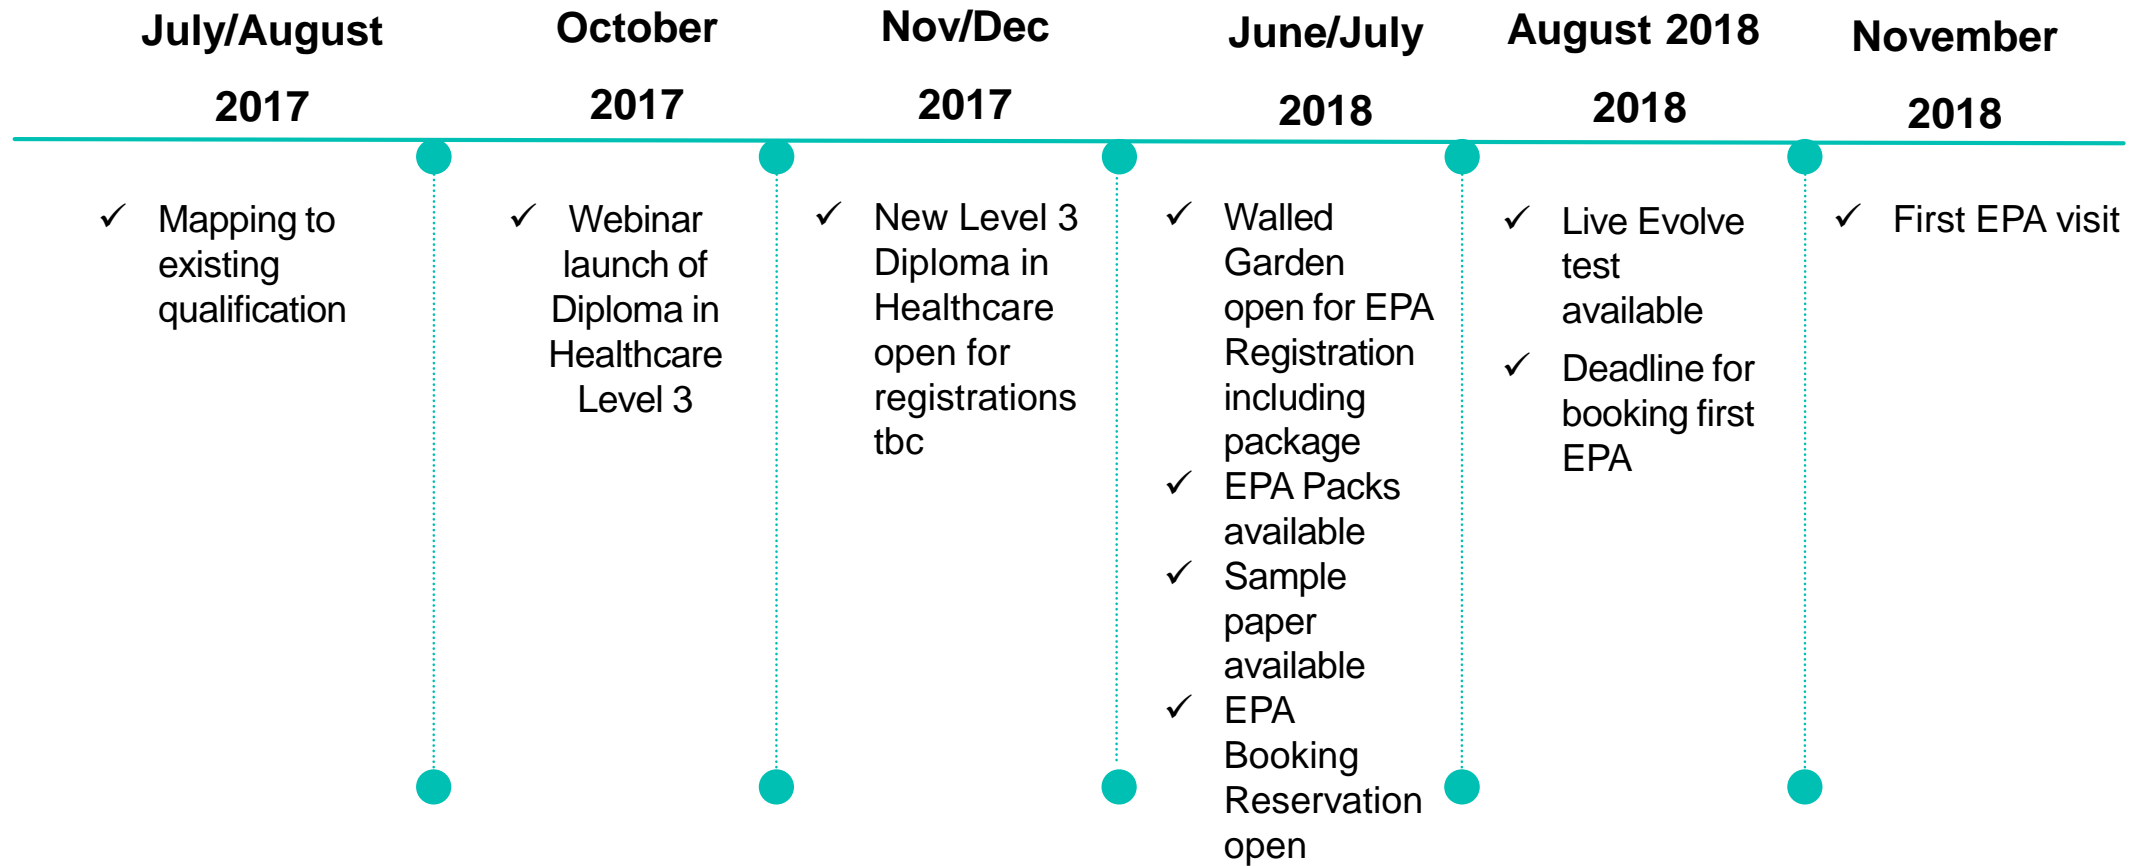 July/August
2017
October
2017
Nov/Dec
2017
June/July
2018
August 2018
2018
November
2018
✓ Mapping to
existing
qualification
✓ Webinar
launch of
Diploma in
Healthcare
Level 3
✓ New Level 3
Diploma in
Healthcare
open for
registrations
tbc
✓ Walled
Garden
open for EPA
Registration
including
package
✓ EPA Packs
available
✓ Sample
paper
available
✓ EPA
Booking
Reservation
open
✓ Live Evolve
test
available
✓ Deadline for
booking first
EPA
✓ First EPA visit